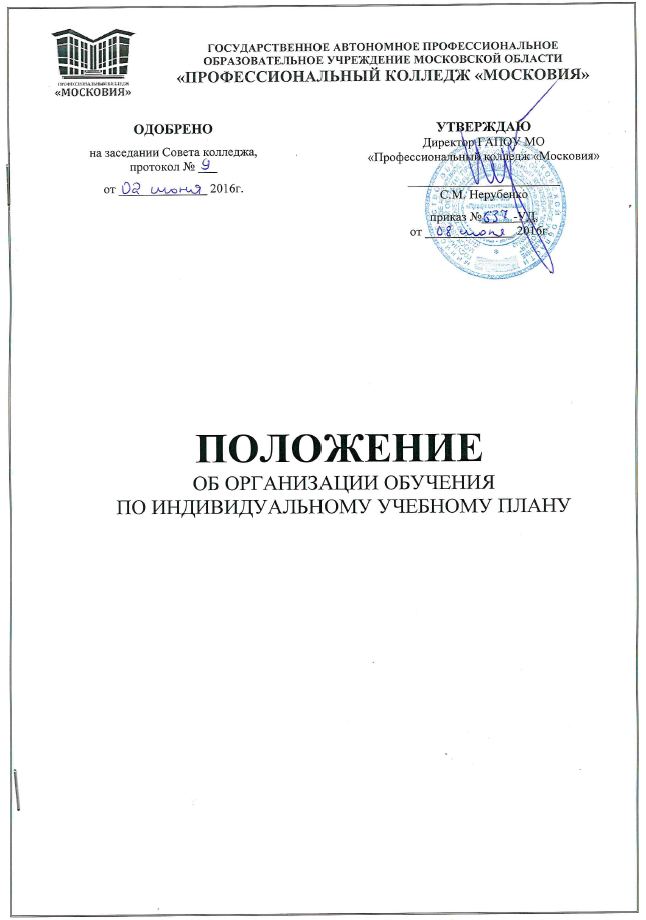 ПРОФЕССИОНАЛЬНЫЙ КОЛЛЕДЖ
«МОСКОВИЯ»
ГОСУДАРСТВЕННОЕ АВТОНОМНОЕ ПРОФЕССИОНАЛЬНОЕ
ОБРАЗОВАТЕЛЬНОЕ УЧРЕЖДЕНИЕ МОСКОВСКОЙ ОБЛАСТИ
«ПРОФЕССИОНАЛЬНЫЙ КОЛЛЕДЖ «МОСКОВИЯ»
ОДОБРЕНО
на заседании Совета колледжа,
протокол № 9
от 02 июня 2016г.
УТВЕРЖДАЮ
Директор ГАПОУ МО
«Профессиональный колледж «Московия»
С.М. Нерубенко
приказ № 637 -УД,
от 08 июня 2016г
ПОЛОЖЕНИЕ
ОБ ОРГАНИЗАЦИИ ОБУЧЕНИЯ
ПО ИНДИВИДУАЛЬНОМУ УЧЕБНОМУ ПЛАНУ